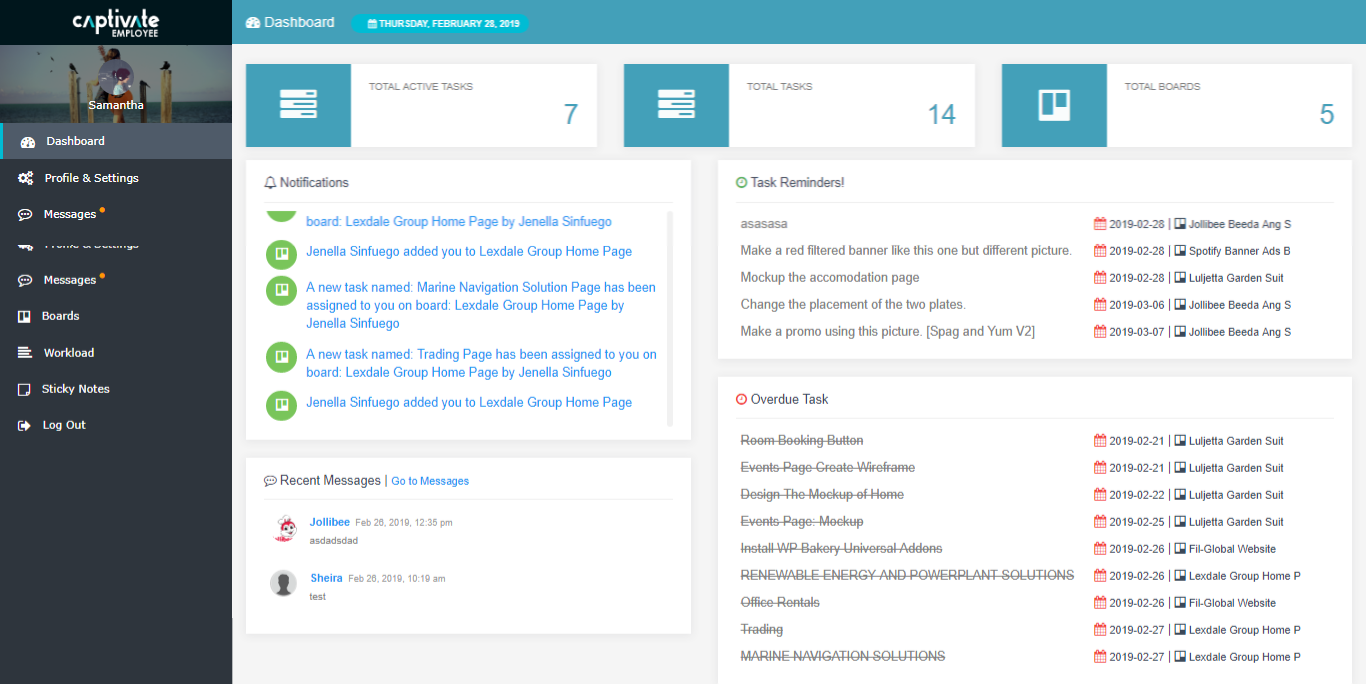 captivate
EMPLOYEE
Samantha
Dashboard
Profile & Settings
Messages
Profile & Settings
Messages
Boards
Workload
Sticky Notes
Log Out
Dashboard
THURSDAY, FEBRUARY 28, 2019
TOTAL ACTIVE TASKS
7
TOTAL TASKS
14
TOTAL BOARDS
5
Notifications
board: Lexdale Group Home Page by Jenella Sinfuego
Jenella Sinfuego added you to Lexdale Group Home Page
A new task named: Marine Navigation Solution Page has been
assigned to you on board: Lexdale Group Home Page by
Jenella Sinfuego
A new task named: Trading Page has been assigned to you on
board: Lexdale Group Home Page by Jenella Sinfuego
Jenella Sinfuego added you to Lexdale Group Home Page
Recent Messages | Go to Messages
Jollibee Feb 26, 2019, 12:35 pm
asdadsdad
Sheira Feb 26, 2019, 10:19 am
test
Task Reminders!
asasasa 2019-02-28 | Jollibee Beeda Ang S
Make a red filtered banner like this one but different picture. 2019-02-28 | Spotify Banner Ads B
Mockup the accomodation page 2019-02-28 | Luljetta Garden Suit
Change the placement of the two plates. 2019-03-06 | Jollibee Beeda Ang S
Make a promo using this picture. [Spag and Yum V2] 2019-03-07 | Jollibee Beeda Ang S
Overdue Task
Room Booking Button 2019-02-21 | Luljetta Garden Suit
Events Page Create Wireframe 2019-02-21 | Luljetta Garden Suit
Design The Mockup of Home 2019-02-22 | Luljetta Garden Suit
Events Page: Mockup 2019-02-25 | Luljetta Garden Suit
Install WP Bakery Universal Addons 2019-02-26 | Fil-Global Website
RENEWABLE ENERGY AND POWERPLANT SOLUTIONS 2019-02-26 | Lexdale Group Home P
Office Rentals 2019-02-26 | Fil-Global Website
Trading 2019-02-27 | Lexdale Group Home P
MARINE NAVIGATION SOLUTIONS 2019-02-27 | Lexdale Group Home P